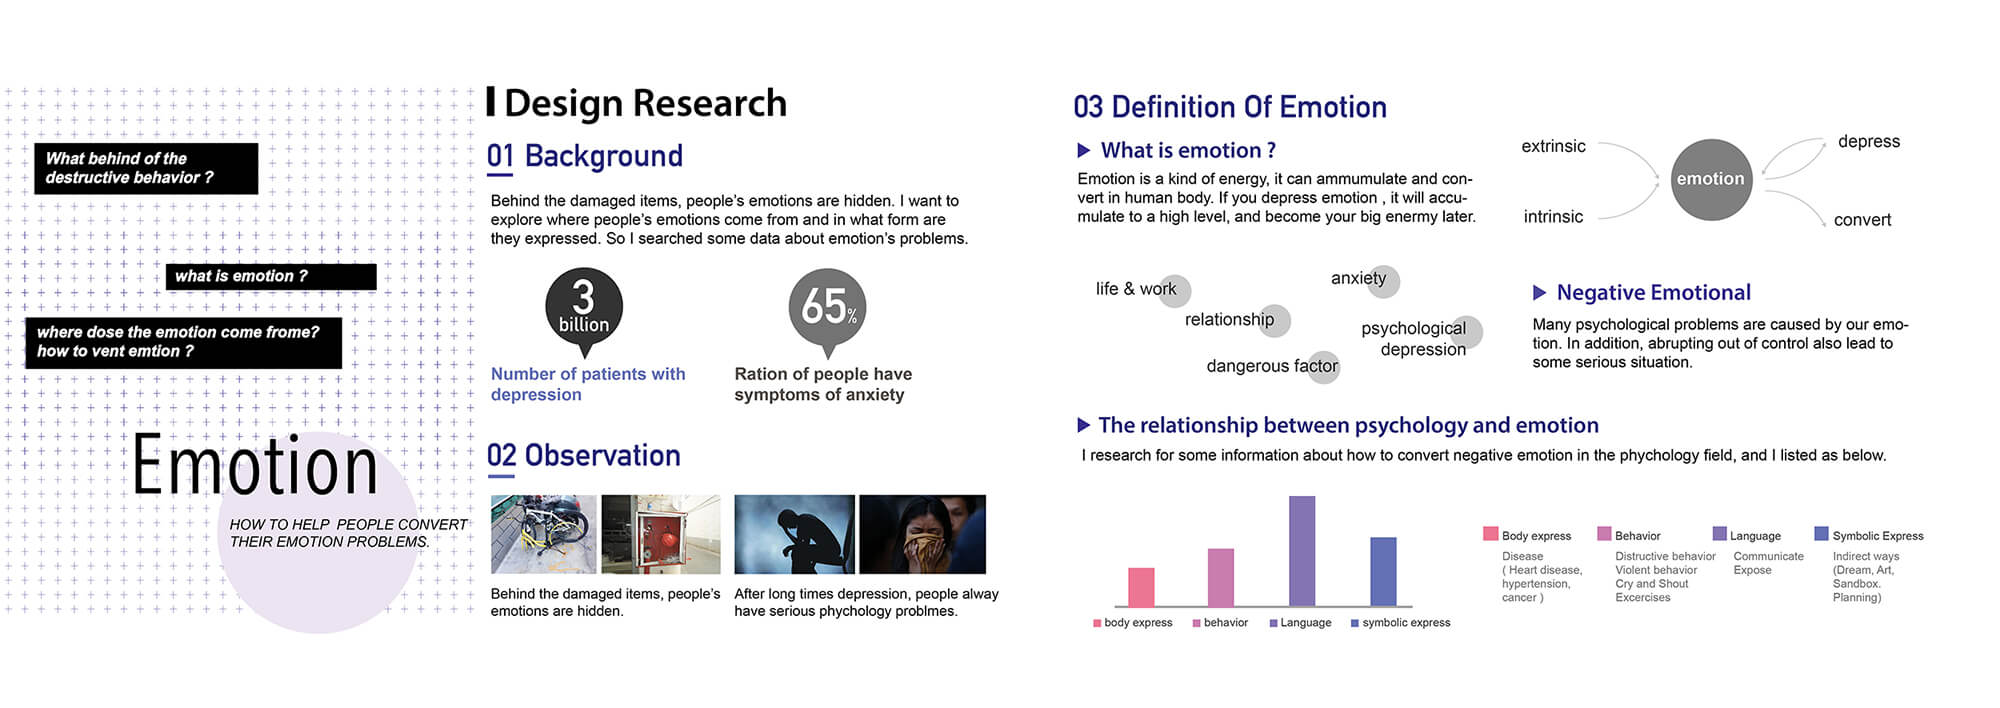 What behind of the
destructive behavior ?
what is emotion ?
where dose the emotion come frome?
how to vent emtion ?
Emotion
HOW TO HELP PEOPLE CONVERT
THEIR EMOTION PROBLEMS.
Design Research
01 Background
Behind the damaged items, people's emotions are hidden. I want to
explore where people's emotions come from and in what form are
they expressed. So I searched some data about emotion's problems.
3
billion
Number of patients with
depression
65%
Ration of people have
symptoms of anxiety
02 Observation
Behind the damaged items, people's
emotions are hidden.
After long times depression, people alway
have serious phychology problmes.
03 Definition Of Emotion
What is emotion ?
Emotion is a kind of energy, it can ammumulate and con-
vert in human body. If you depress emotion , it will accu-
mulate to a high level, and become your big enermy later.
extrinsic
intrinsic
emotion
depress
convert
life & work
relationship
dangerous factor
anxiety
psychological
depression
Negative Emotional
Many psychological problems are caused by our emo-
tion. In addition, abrupting out of control also lead to
some serious situation.
The relationship between psychology and emotion
I research for some information about how to convert negative emotion in the phychology field, and I listed as below.
body express
behavior
Language
symbolic express
Body express
Disease
( Heart disease,
hypertension,
cancer )
Behavior
Distructive behavior
Violent behavior
Cry and Shout
Excercises
Language
Communicate
Expose
Symbolic Express
Indirect ways
(Dream, Art,
Sandbox.
Planning)